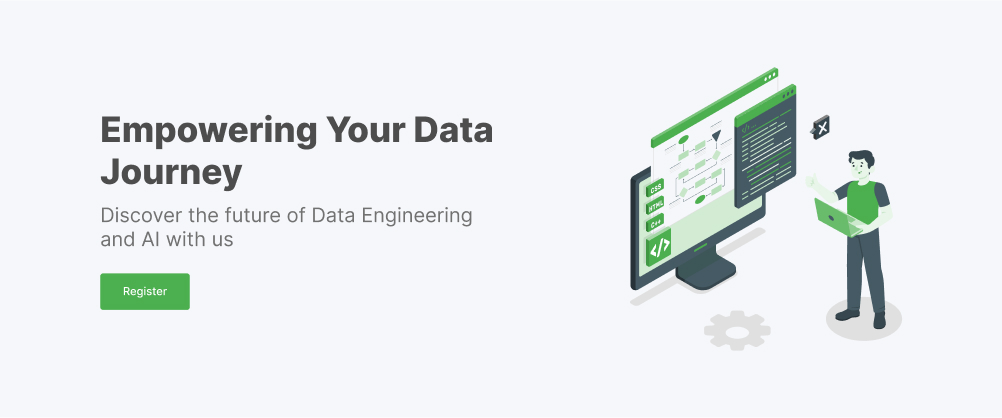 Empowering Your Data
Journey
Discover the future of Data Engineering
and AI with us
Register
CSS
HTML
C++
</>